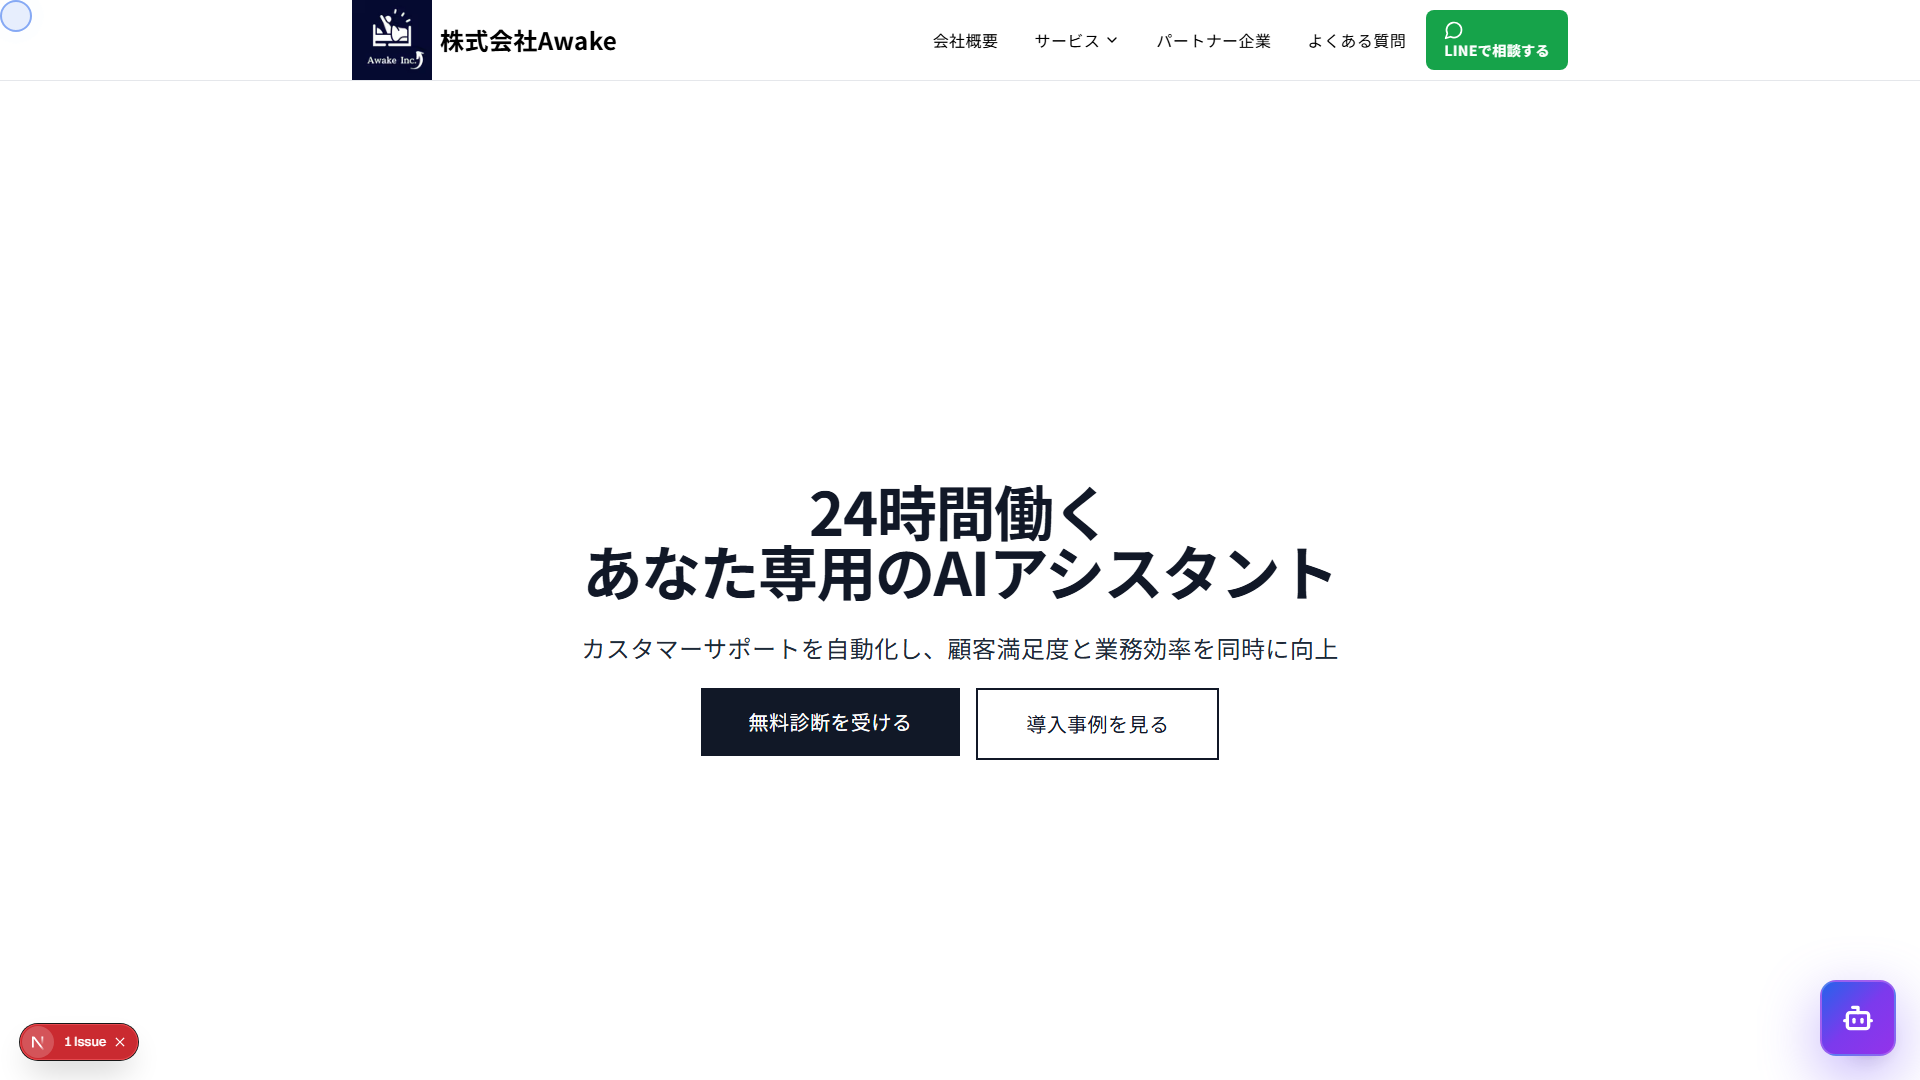 Awake Inc.
株式会社Awake
会社概要
サービス
パートナー企業
よくある質問
LINEで相談する
24時間働く
あなた専用のAIアシスタント
カスタマーサポートを自動化し、顧客満足度と業務効率を同時に向上
無料診断を受ける
導入事例を見る
N
1 Issue